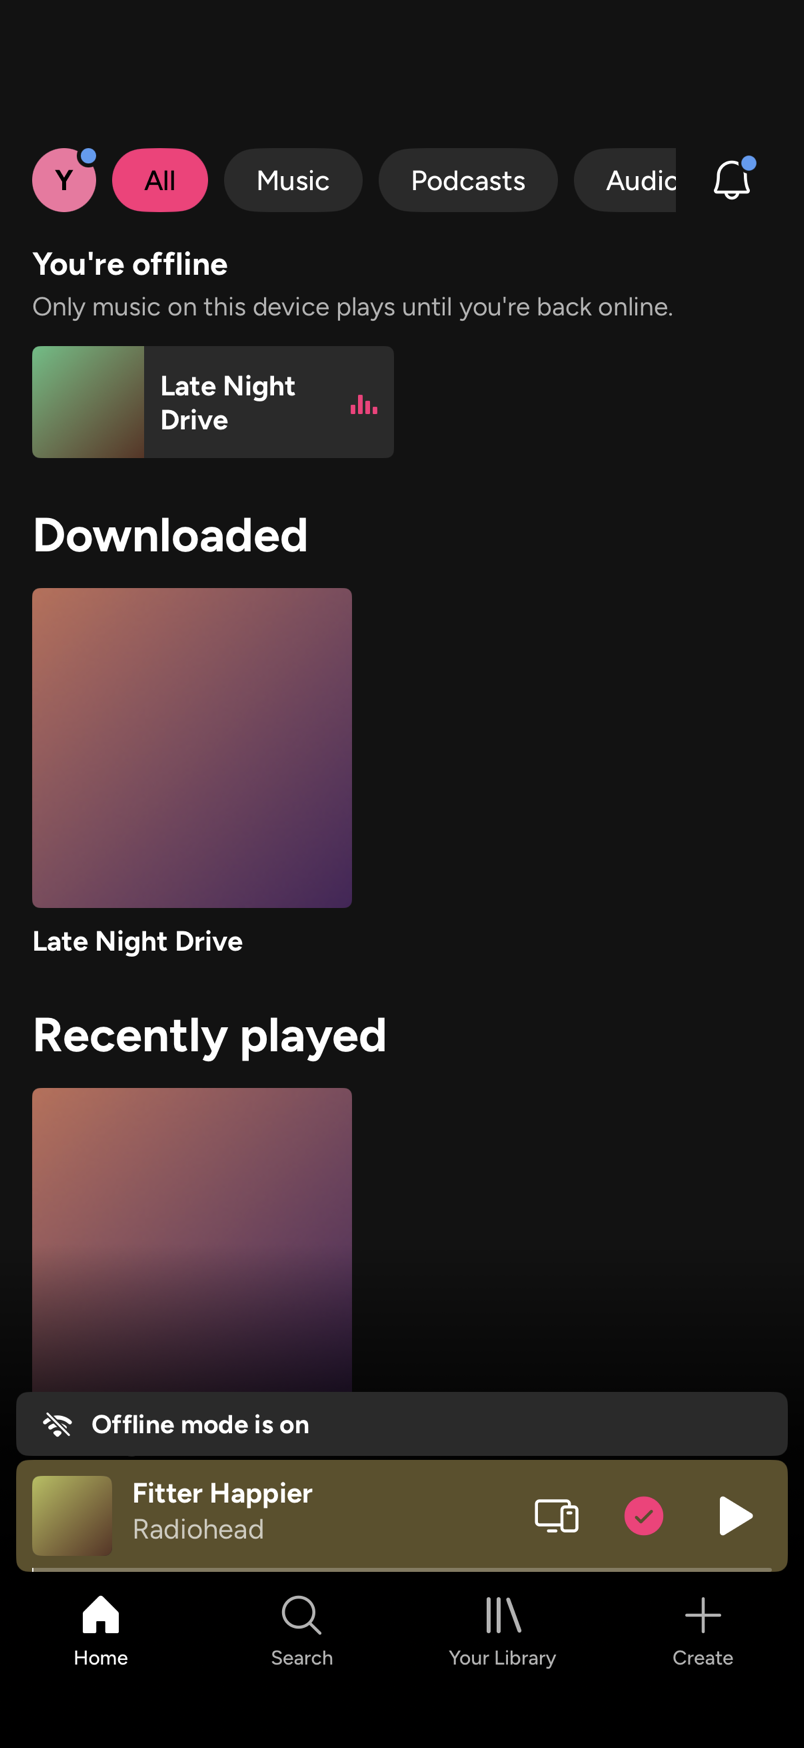 Y
All
Music
Podcasts
Audio
You're offline
Only music on this device plays until you're back online.
Late Night
Drive
Downloaded
Late Night Drive
Recently played
Offline mode is on
Fitter Happier
Radiohead
Home
Search
Your Library
Create